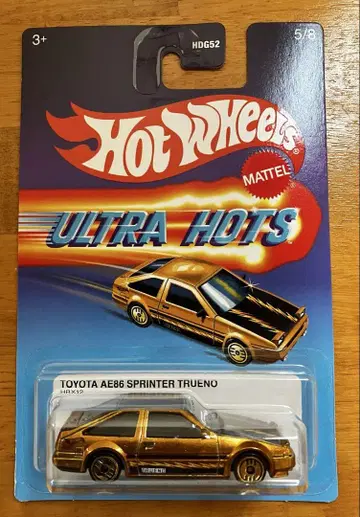 3+
HDG52
5/8
Hot Wheels®
MATTEL
ULTRA HOTS
TOYOTA AE86 SPRINTER TRUENO
TRUENO